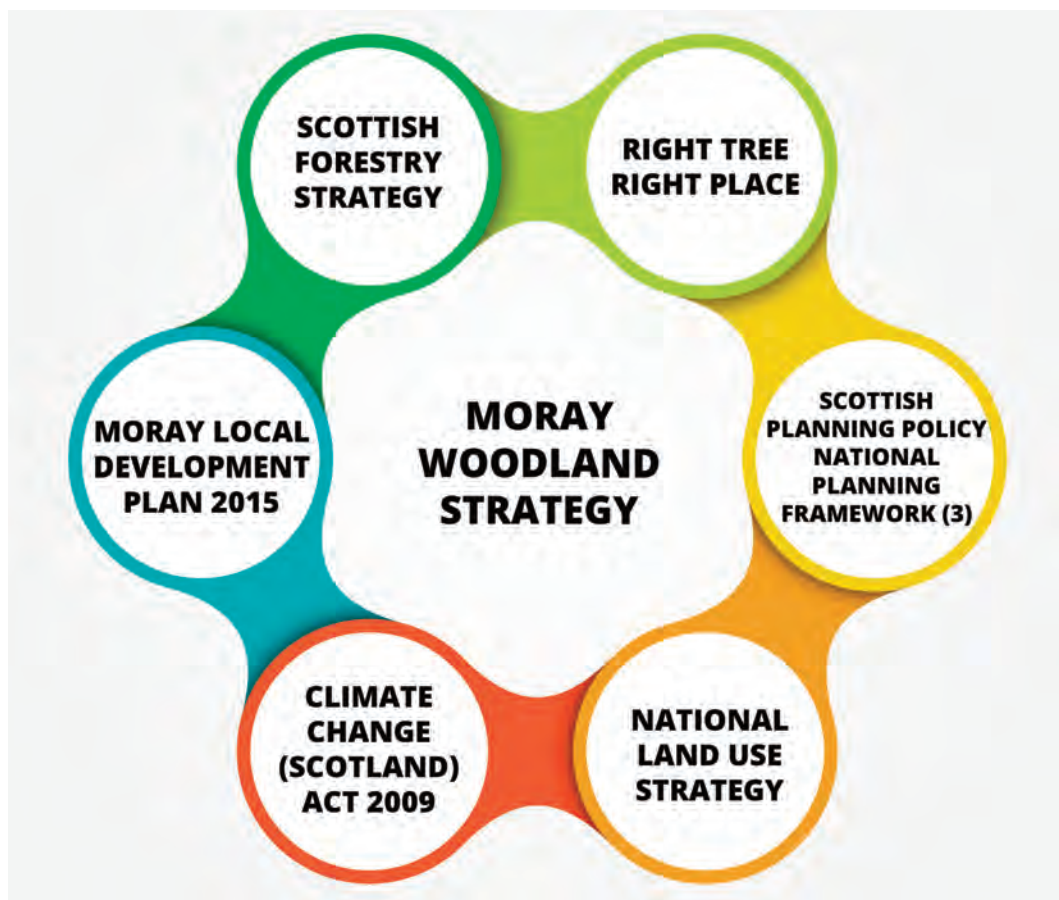 SCOTTISH
FORESTRY
STRATEGY
RIGHT TREE
RIGHT PLACE
MORAY LOCAL
DEVELOPMENT
PLAN 2015
MORAY
WOODLAND
STRATEGY
SCOTTISH
PLANNING POLICY
NATIONAL
PLANNING
FRAMEWORK (3)
CLIMATE
CHANGE
(SCOTLAND)
ACT 2009
NATIONAL
LAND USE
STRATEGY